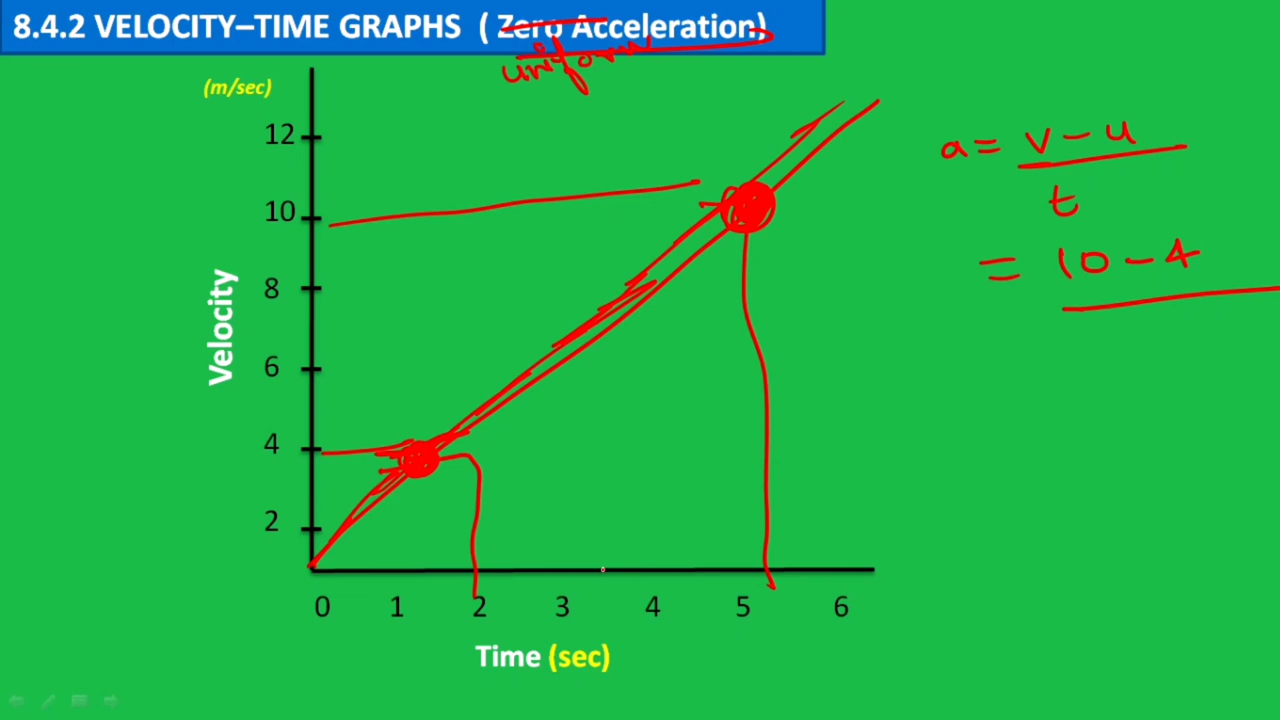 8.4.2 VELOCITY–TIME GRAPHS ( Zero Acceleration)
uniform
(m/sec)
12
10
8
6
4
2
Velocity
0 1 2 3 4 5 6
Time (sec)
a = v - u
t
= 10 - 4